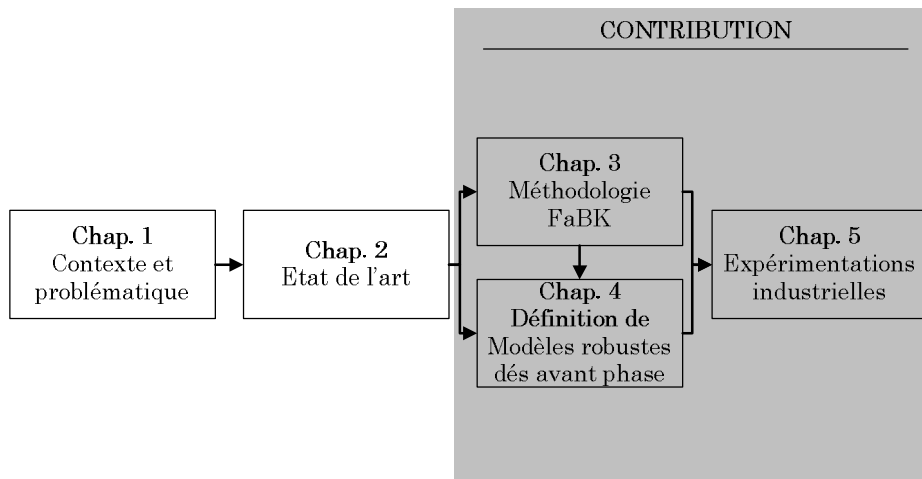 CONTRIBUTION
Chap. 1
Contexte et
problématique
Chap. 2
Etat de l'art
Chap. 3
Méthodologie
FaBK
Chap. 4
Définition de
Modèles robustes
dés avant phase
Chap. 5
Expérimentations
industrielles